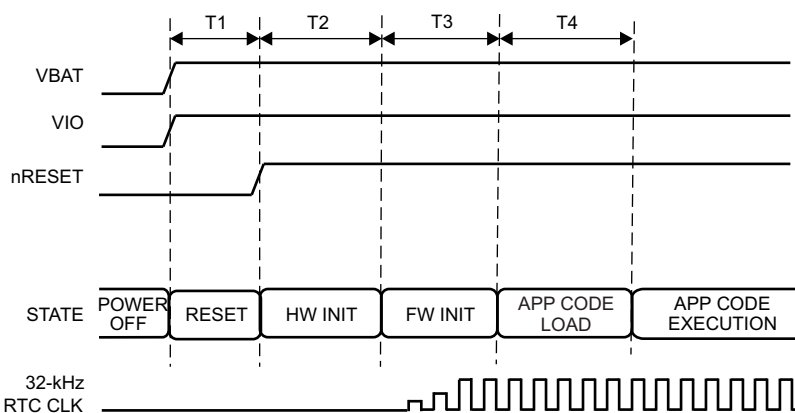 T1 T2 T3 T4
VBAT
VIO
nRESET
STATE
POWER
OFF
RESET
HW INIT
FW INIT
APP CODE
LOAD
APP CODE
EXECUTION
32-kHz
RTC CLK